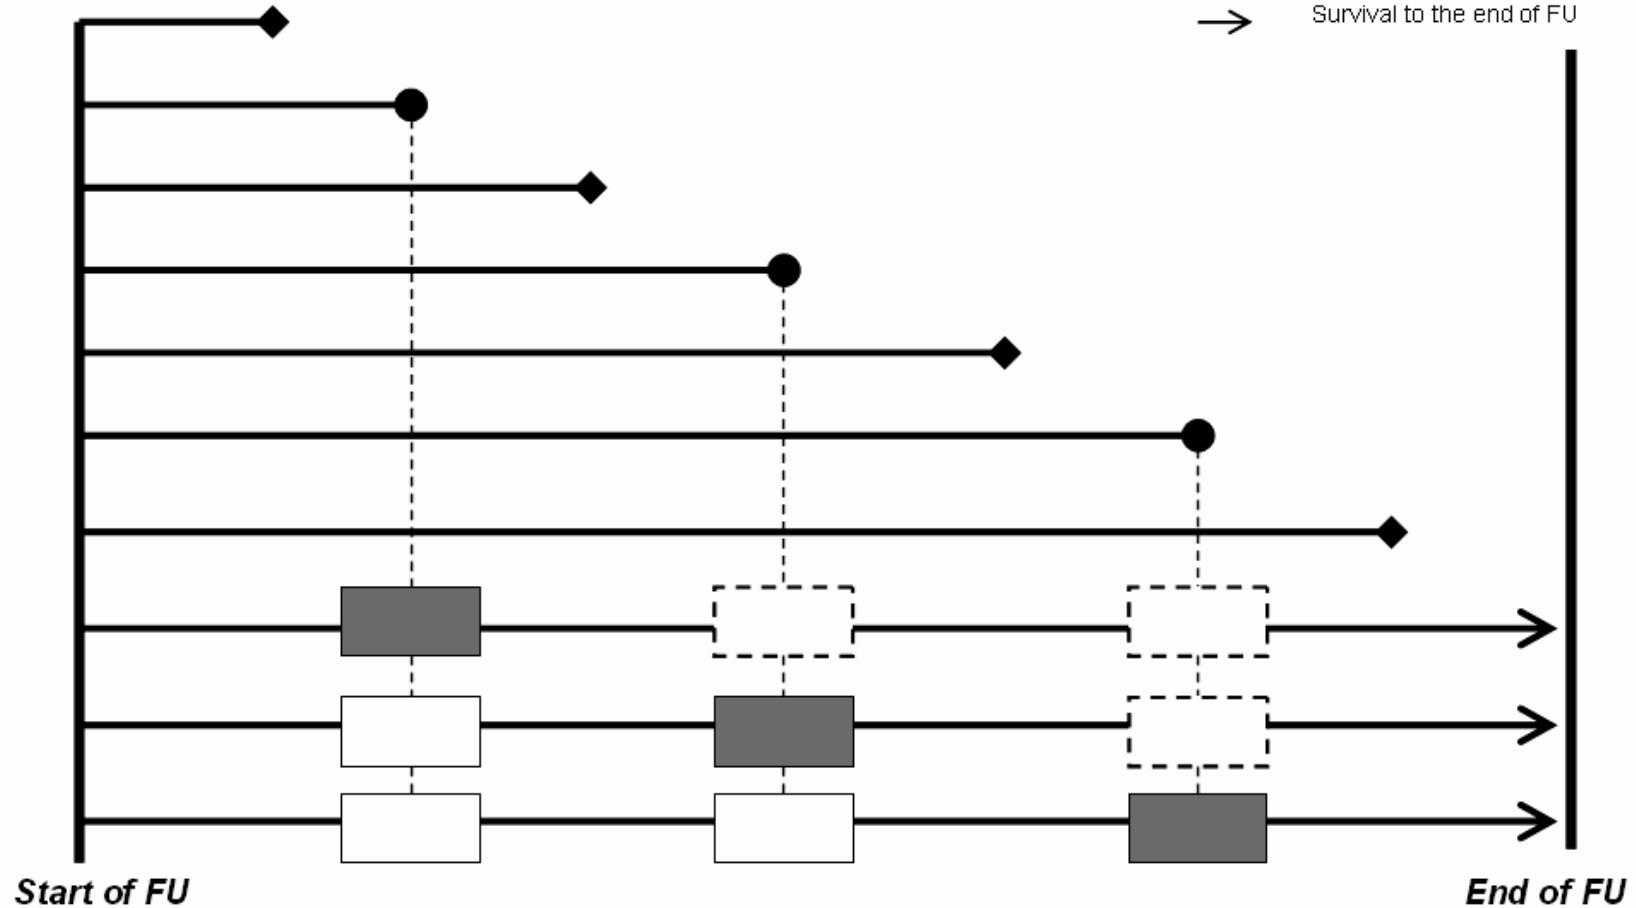 Survival to the end of FU
Start of FU
End of FU